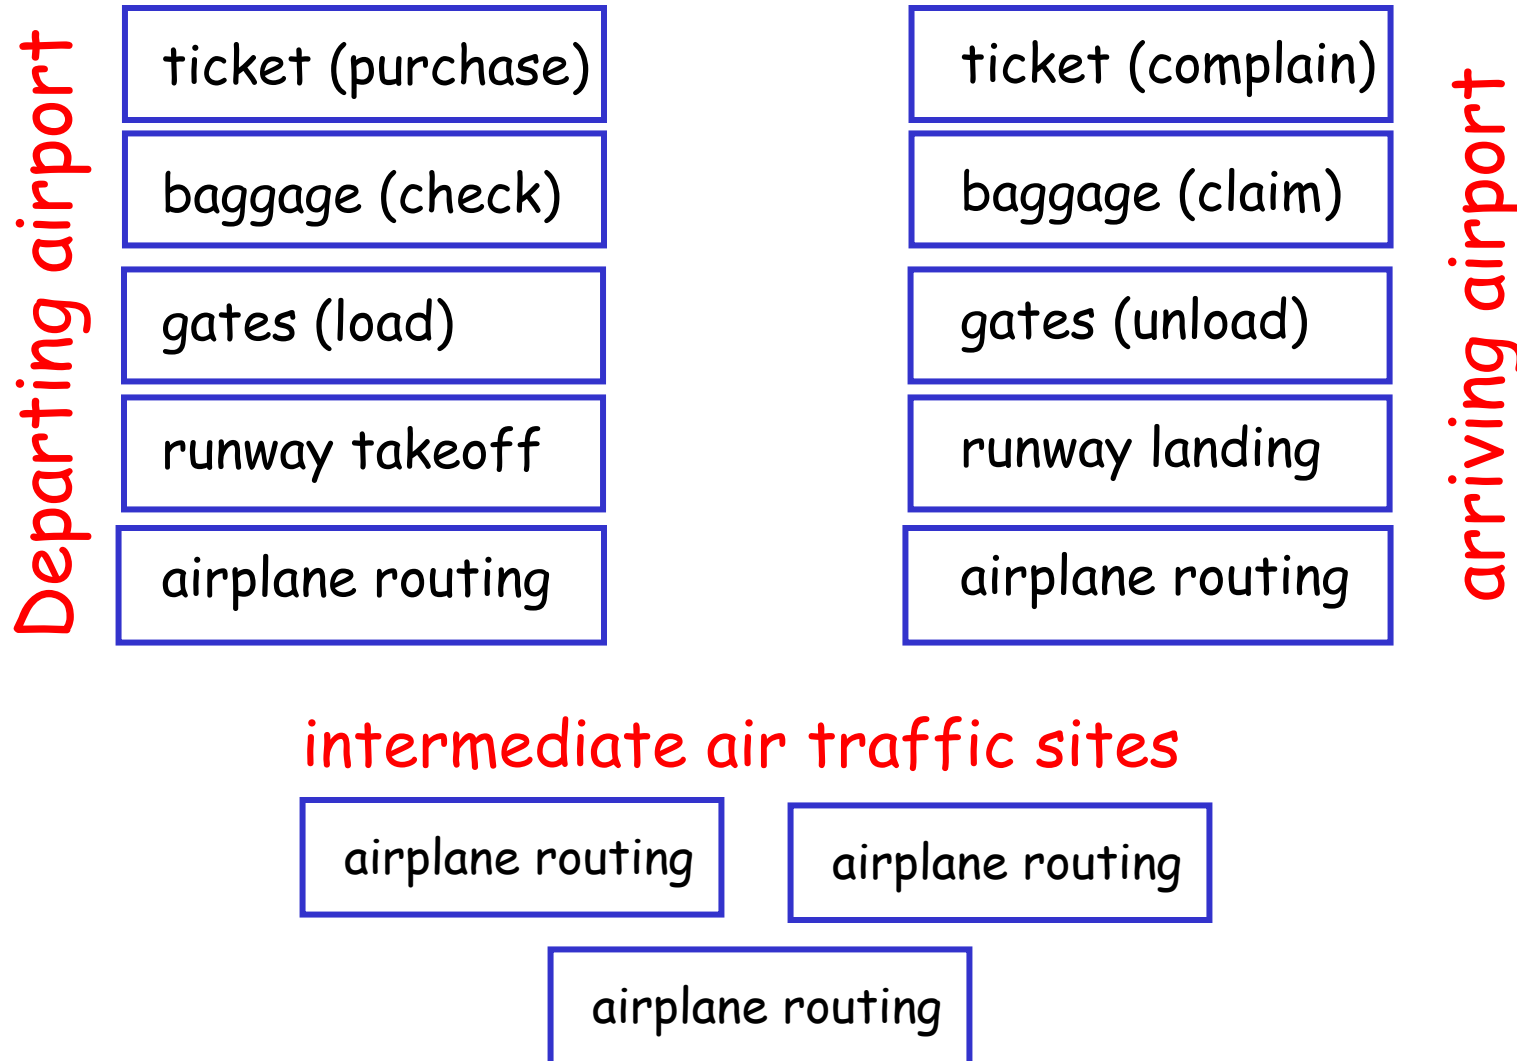 Departing airport
ticket (purchase)
baggage (check)
gates (load)
runway takeoff
airplane routing
ticket (complain)
baggage (claim)
gates (unload)
runway landing
airplane routing
arriving airport
intermediate air traffic sites
airplane routing
airplane routing
airplane routing